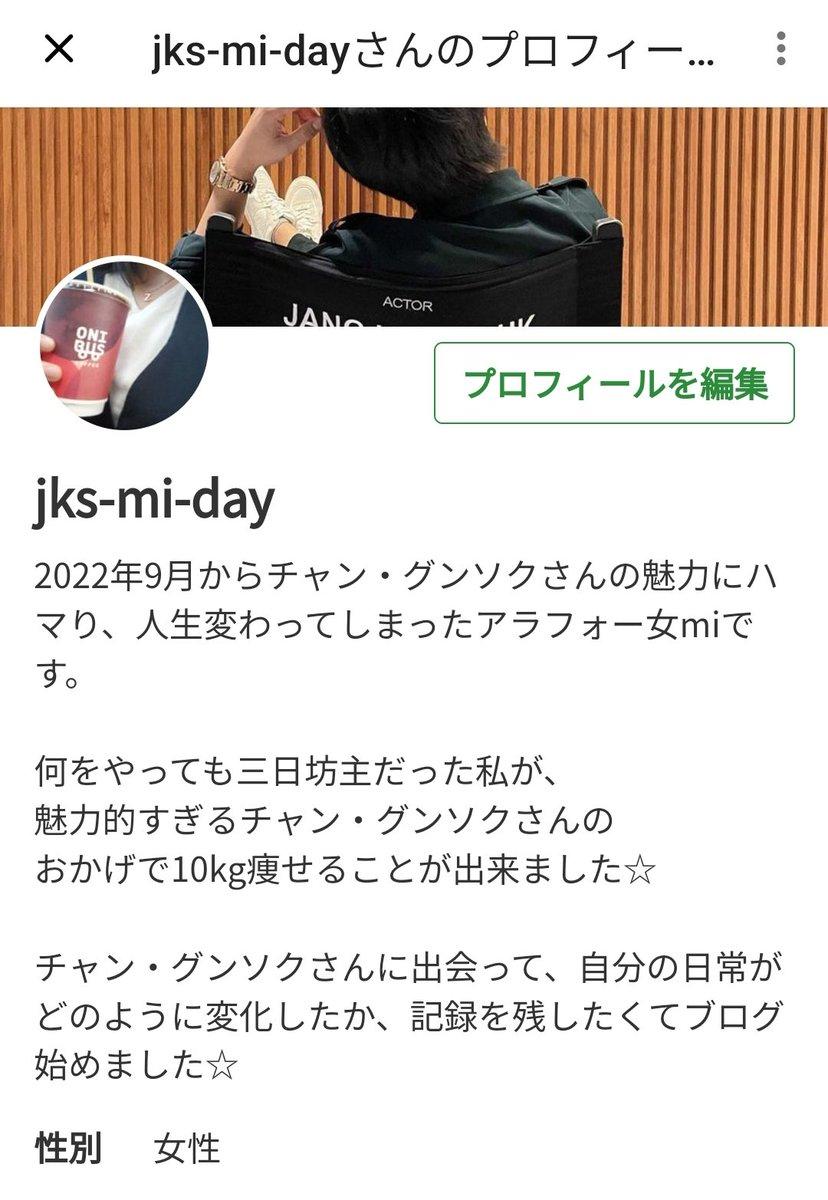 jks-mi-dayさんのプロフィー...
ACTOR
ONI
BUS
jks-mi-day
プロフィールを編集
2022年9月からチャン・グンソクさんの魅力にハ
マり、人生変わってしまったアラフォー女miで
す。
何をやっても三日坊主だった私が、
魅力的すぎるチャン・グンソクさんの
おかげで10kg痩せることが出来ました☆
チャン・グンソクさんに出会って、自分の日常が
どのように変化したか、記録を残したくてブログ
始めました☆
性別 女性